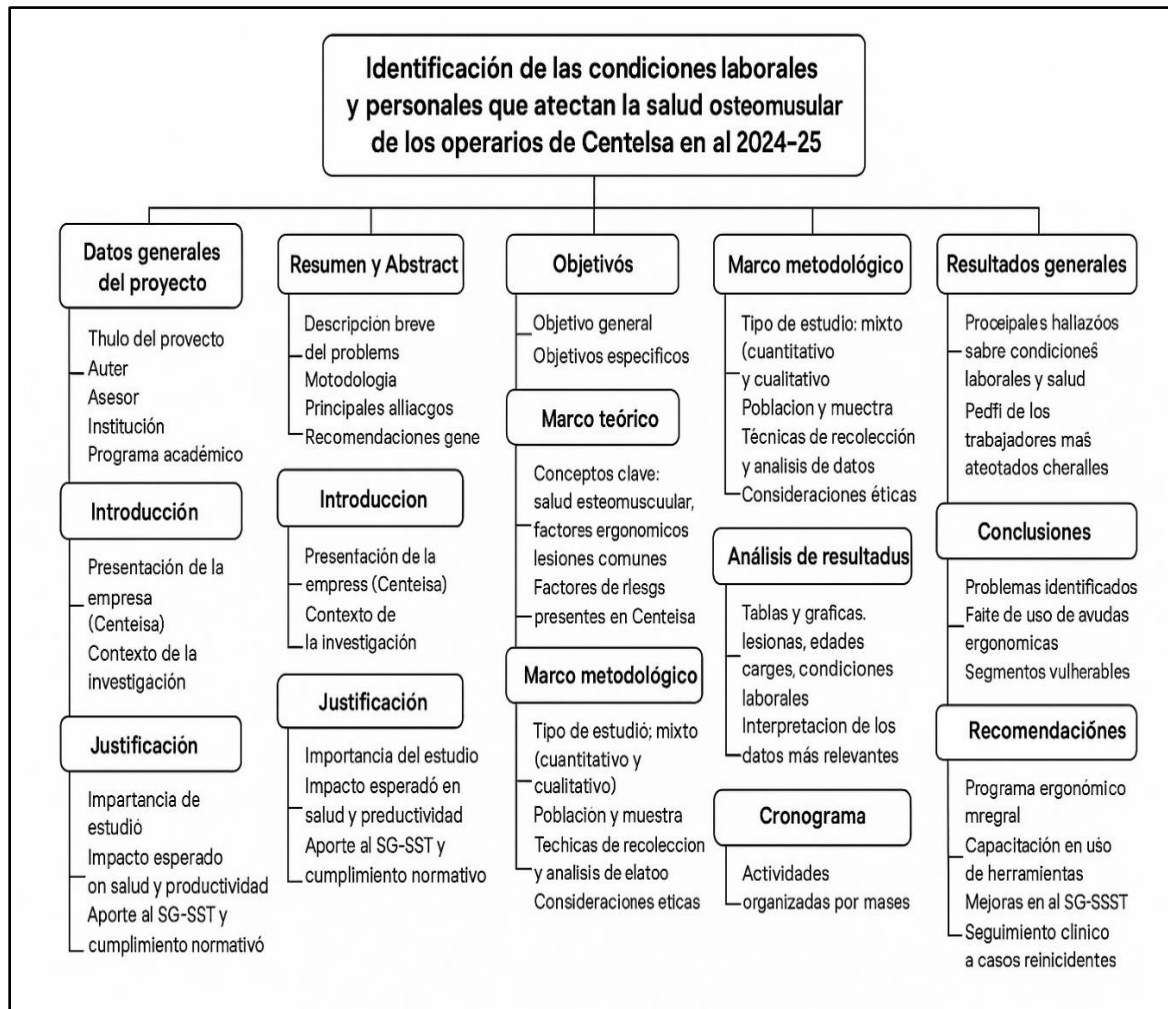 Identificación de las condiciones laborales
y personales que atectan la salud osteomusular
de los operarios de Centelsa en al 2024-25
Datos generales
del proyecto
Thulo del provecto
Auter
Asesor
Institución
Programa académico
Introducción
Presentación de la
empresa
(Centeisa)
Contexto de la
investigación
Justificación
Impartancia de
estudió
Impacto esperado
on salud y productividad
Aporte al SG-SST y
cumplimiento normativó
Resumen y Abstract
Descripción breve
del problems
Motodologia
Principales alliacgos
Recomendaciones gene
Introduccion
Presentación de la
empress (Centeisa)
Contexto de
la investigación
Justificación
Importancia del estudio
Impacto esperadó en
salud y preductividad
Aporte al SG-SST y
cumplimiento normativo
Objetivós
Objetivo general
Objetivos especificos
Marco teórico
Conceptos clave:
salud esteomuscuular,
factores ergonomicos
lesiones comunes
Factores de rlesgs
presentes en Centeisa
Marco metodológico
Tipo de estudió; mixto
(cuantitativo y
cualitativo)
Población y muestra
Techicas de recoleccion
y analisis de elatoo
Consideraciones eticas
Marco metodológico
Tipo de estudio: mixto
(cuantitativo
y cualitativo
Poblacion y muectra
Técnicas de recolección
y analisis de datos
Consideraciones éticas
Análisis de resultadus
Tablas y graficas.
lesionas, edades
carges, condiciones
laborales
Interpretacion de los
datos más relevantes
Cronograma
Actividades
organizadas por mases
Resultados generales
Proceipales hallazóos
sabre condicioneŝ
laborales y salud
Pedfi de los
trabajadores maŝ
ateotados cheralles
Conclusiones
Problemas identificados
Faite de uso de avudas
ergonomicas
Segmentos vulherables
Recomendaciónes
Programa ergonómico
mregral
Capacitación en uso
de herramientas
Mejoras en al SG-SSST
Seguimiento clinico
a casos reinicidentes